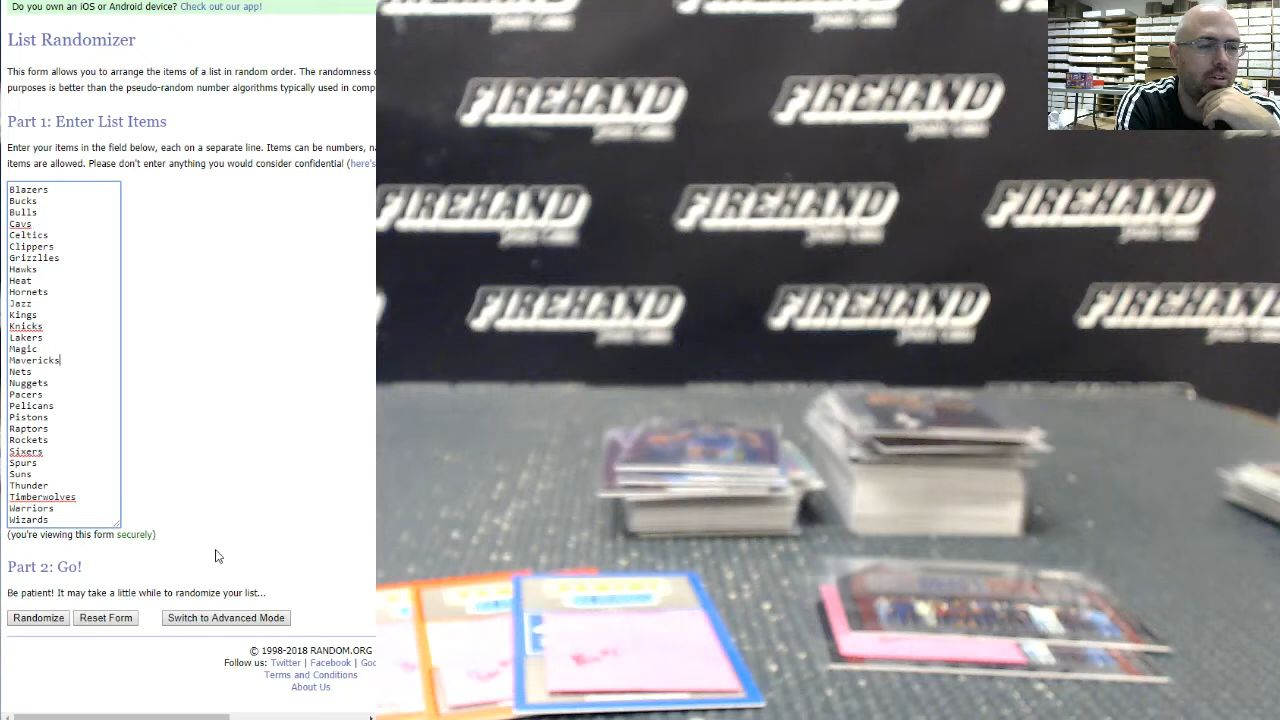 Do you own an iOS or Android device? Check out our app!
List Randomizer
This form allows you to arrange the items of a list in random order. The randomness
purposes is better than the pseudo-random number algorithms typically used in comp
Part 1: Enter List Items
Enter your items in the field below, each on a separate line. Items can be numbers, na
items are allowed. Please don't enter anything you would consider confidential (here's
Blazers
Bucks
Bulls
Cavs
Celtics
Clippers
Grizzlies
Hawks
Heat
Hornets
Jazz
Kings
Knicks
Lakers
Magic
Mavericks
Nets
Nuggets
Pacers
Pelicans
Pistons
Raptors
Rockets
Sixers
Spurs
Suns
Thunder
Timberwolves
Warriors
Wizards
(you're viewing this form securely)
Part 2: Go!
Be patient! It may take a little while to randomize your list...
Randomize Reset Form Switch to Advanced Mode
© 1998-2018 RANDOM.ORG
Follow us: Twitter | Facebook | Goo
Terms and Conditions
About Us
FIREHAND FIREHAND
FIREHAND FIREHAND FIREHAND
FIREHAND FIREHAND FIREHAND